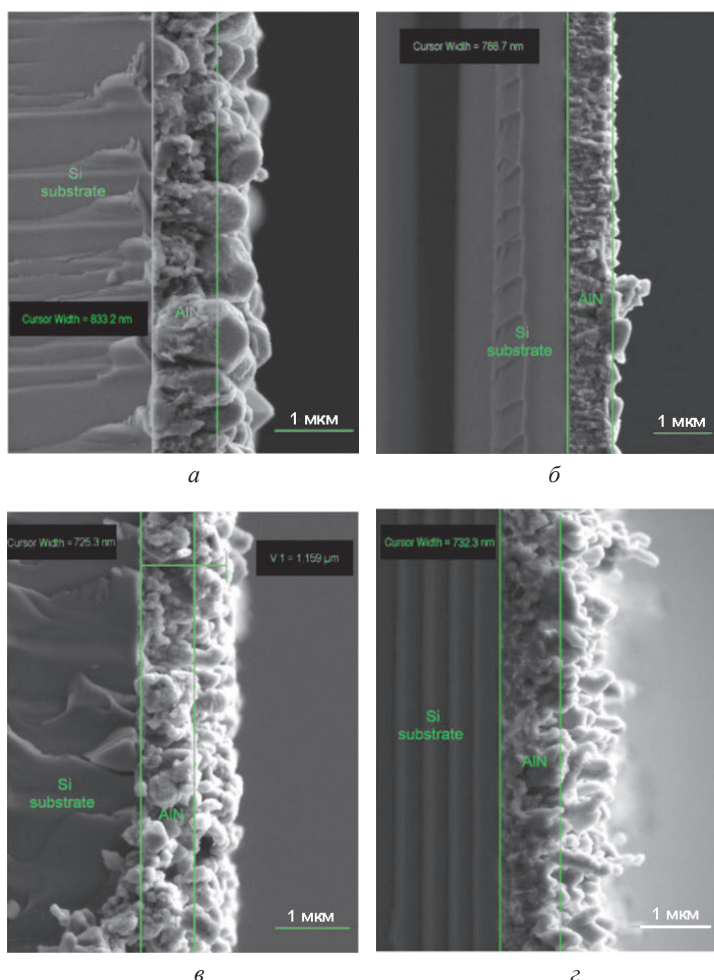 Cursor Width = 833.2 nm
Si
substrate
AlN
1 мкм
а
Cursor Width = 788.7 nm
Si
substrate
AlN
1 мкм
б
Cursor Width = 725.3 nm
V 1 = 1.159 µm
Si
substrate
AlN
1 мкм
в
Cursor Width = 732.3 nm
Si
substrate
AlN
1 мкм
г